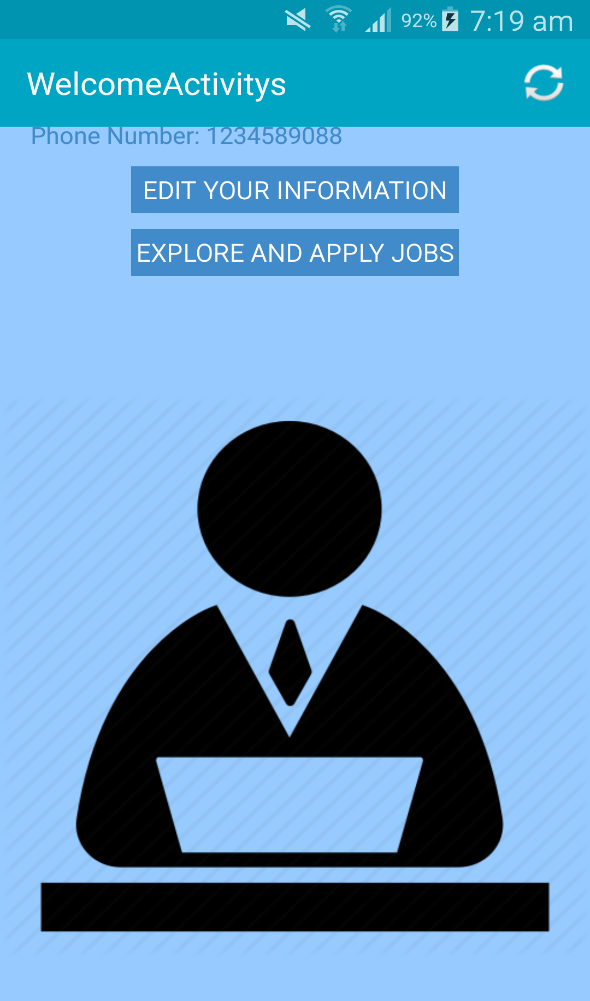 92% 7:19 am
WelcomeActivitys
Phone Number: 1234589088
EDIT YOUR INFORMATION
EXPLORE AND APPLY JOBS